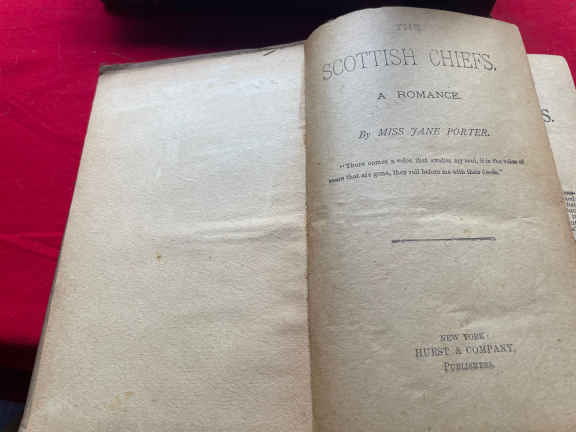 THE
SCOTTISH CHIEFS.
A ROMANCE.
By MISS JANE PORTER.
"There comes a voice that awakes my soul, it is the voice of
years that are gone, they roll before me with their deeds."
NEW YORK:
HURST & COMPANY,
PUBLISHERS.
S.